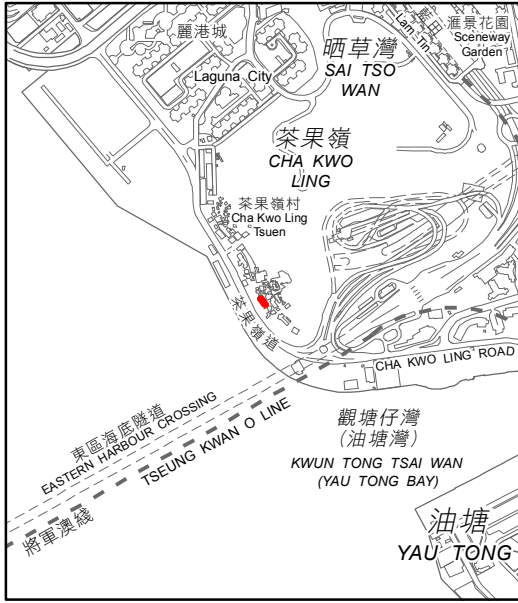 麗港城
Laguna City
晒草灣
SAI TSO
WAN
Lam Tin
匯景花園
Sceneway
Garden
茶果嶺
CHA KWO
LING
茶果嶺村
Cha Kwo Ling
Tsuen
茶果嶺道
CHA KWO LING ROAD
東區海底隧道
EASTERN HARBOUR CROSSING
TSEUNG KWAN O LINE
將軍澳綫
觀塘仔灣
(油塘灣)
KWUN TONG TSAI WAN
(YAU TONG BAY)
油塘
YAU TONG